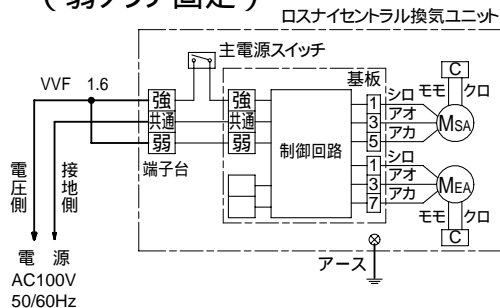 (弱ノッチ固定)
ロスナイセントラル換気ユニット
主電源スイッチ
C
モモ クロ
VVF 1.6
基板
強 強 1 シロ
共通 共通 3 アオ MSA
弱 弱 5 アカ
端子台
制御回路
1 シロ
3 アオ MEA
7 アカ
モモ クロ
C
電圧側
接地側
電源
アース
AC100V
50/60Hz